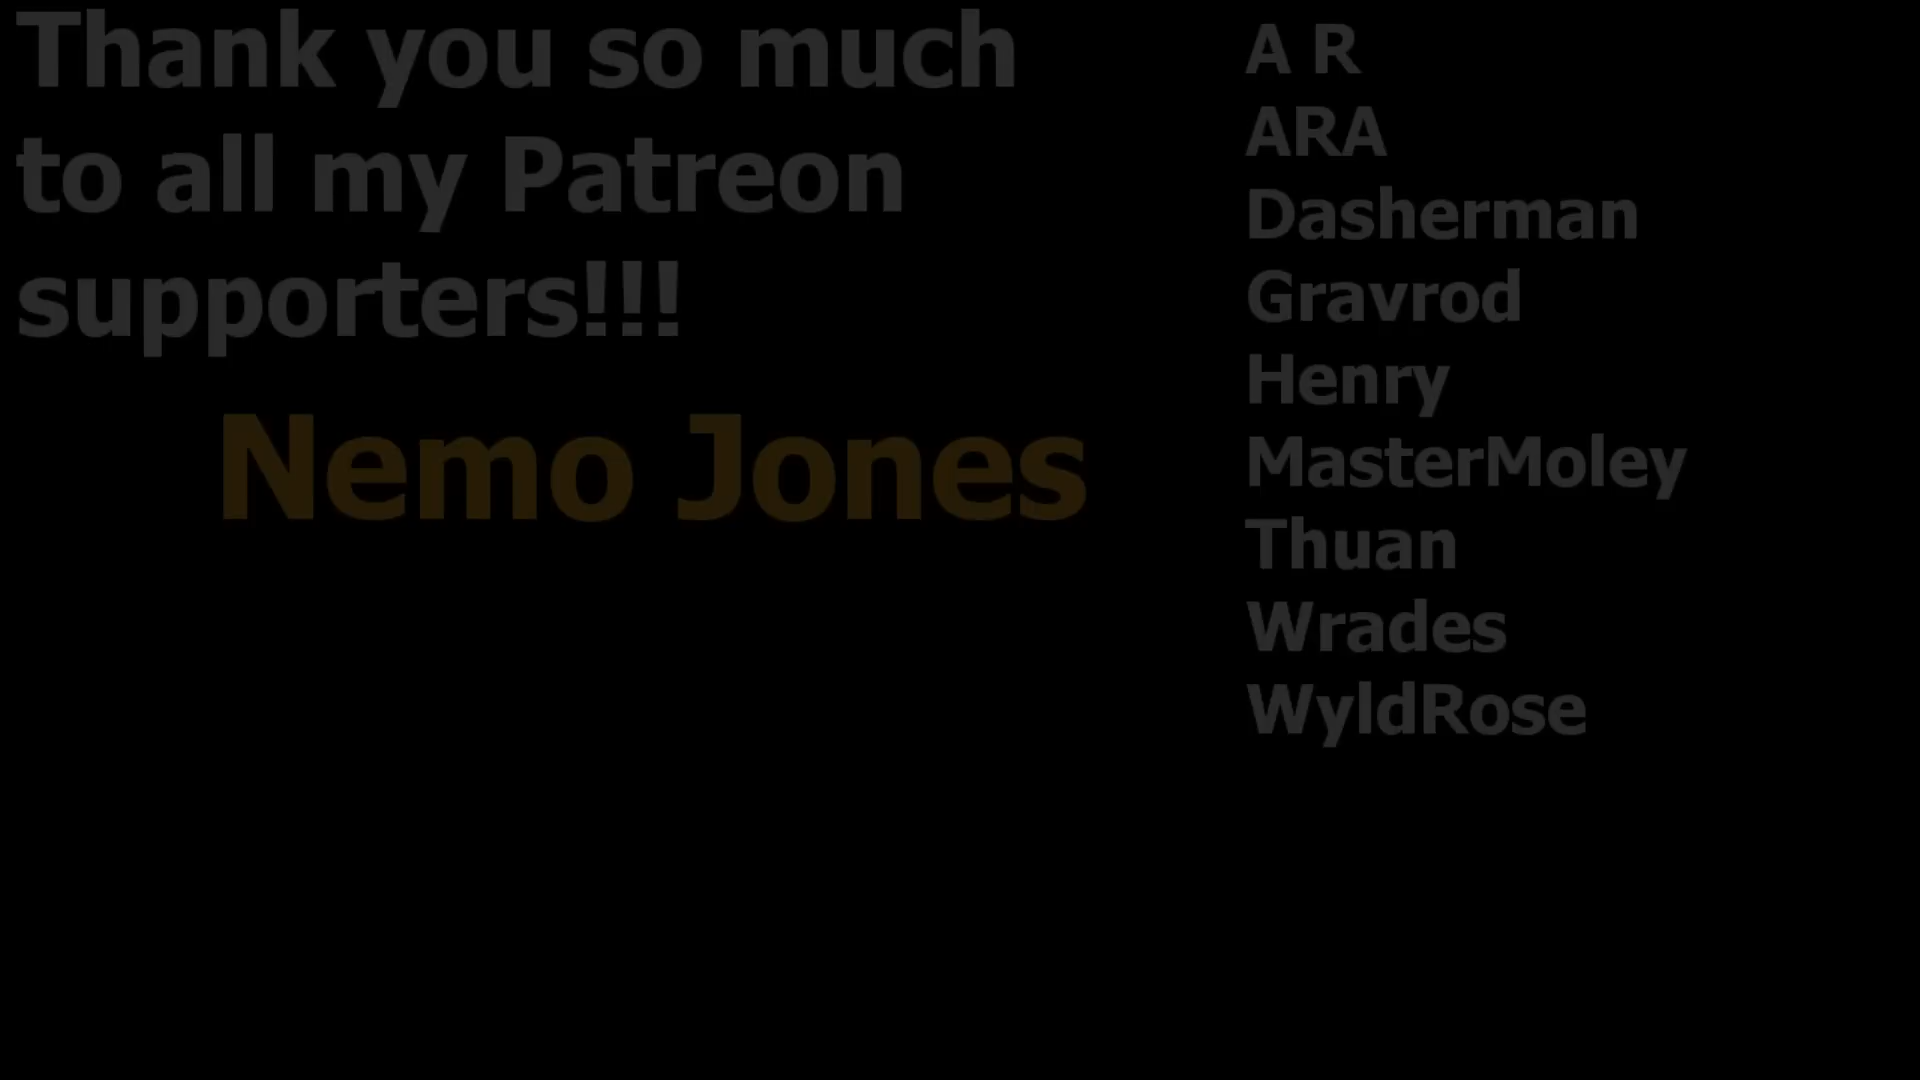 Thank you so much
to all my Patreon
supporters!!!
Nemo Jones
A R
ARA
Dasherman
Gravrod
Henry
MasterMoley
Thuan
Wrades
WyldRose